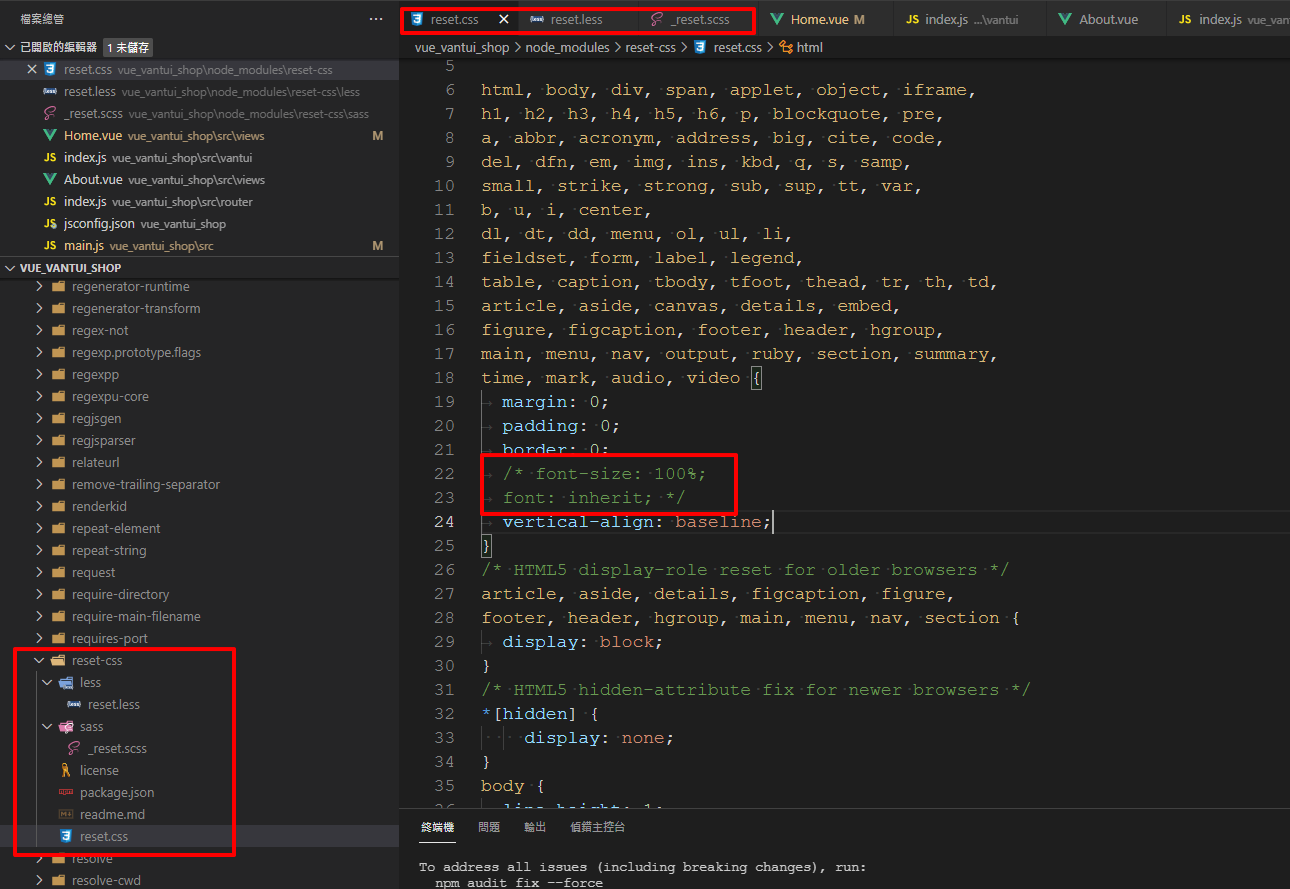 檔案總管
已開啟的編輯器 1 未儲存
reset.css vue_vantui_shop\node_modules\reset-css
reset.less vue_vantui_shop\node_modules\reset-css\less
_reset.scss vue_vantui_shop\node_modules\reset-css\sass
Home.vue vue_vantui_shop\src\views M
JS index.js vue_vantui_shop\src\vantui
About.vue vue_vantui_shop\src\views
JS index.js vue_vantui_shop\src\router
JS jsconfig.json vue_vantui_shop
JS main.js vue_vantui_shop\src M
VUE_VANTUI_SHOP
regenerator-runtime
regenerator-transform
regex-not
regexp.prototype.flags
regexpp
regexpu-core
regjsgen
regjsparser
relateurl
remove-trailing-separator
renderkid
repeat-element
repeat-string
request
require-directory
require-main-filename
requires-port
reset-css
less
reset.less
sass
_reset.scss
license
package.json
readme.md
reset.css
resolve
resolve-cwd
reset.css reset.less _reset.scss Home.vue M JS index.js ...\vantui About.vue JS index.js vue_van
vue_vantui_shop > node_modules > reset-css > reset.css > html
5
6 html, body, div, span, applet, object, iframe,
7 h1, h2, h3, h4, h5, h6, p, blockquote, pre,
8 a, abbr, acronym, address, big, cite, code,
9 del, dfn, em, img, ins, kbd, q, s, samp,
10 small, strike, strong, sub, sup, tt, var,
11 b, u, i, center,
12 dl, dt, dd, menu, ol, ul, li,
13 fieldset, form, label, legend,
14 table, caption, tbody, tfoot, thead, tr, th, td,
15 article, aside, canvas, details, embed,
16 figure, figcaption, footer, header, hgroup,
17 main, menu, nav, output, ruby, section, summary,
18 time, mark, audio, video {
19 margin: 0;
20 padding: 0;
21 border: 0;
22 /* font-size: 100%;
23 font: inherit; */
24 vertical-align: baseline;
25 }
26 /* HTML5 display-role reset for older browsers */
27 article, aside, details, figcaption, figure,
28 footer, header, hgroup, main, menu, nav, section {
29 display: block;
30 }
31 /* HTML5 hidden-attribute fix for newer browsers */
32 *[hidden] {
33 display: none;
34 }
35 body {
36 line-height: 1;
終端機 問題 輸出 偵錯主控台
To address all issues (including breaking changes), run:
npm audit fix --force